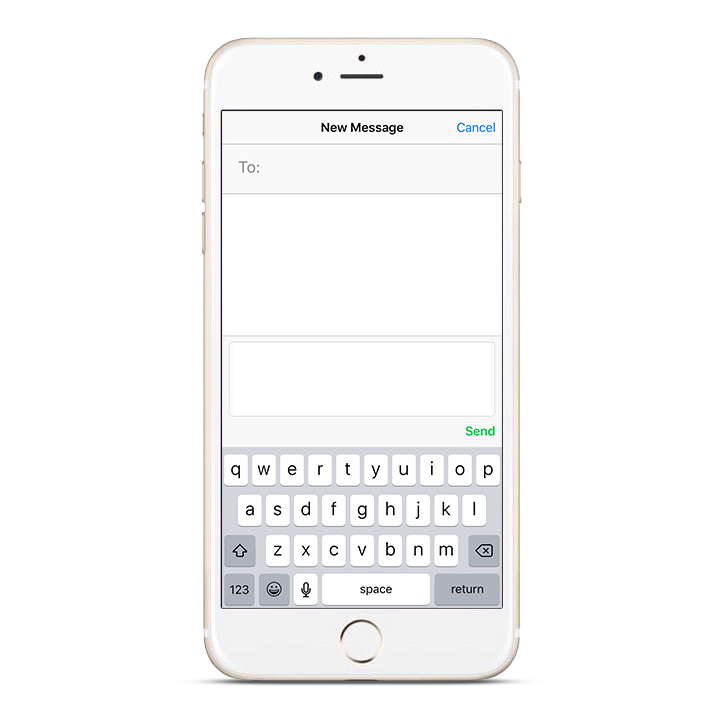 New Message Cancel
To:
Send
q w e r t y u i o p
a s d f g h j k l
z x c v b n m
123 space return